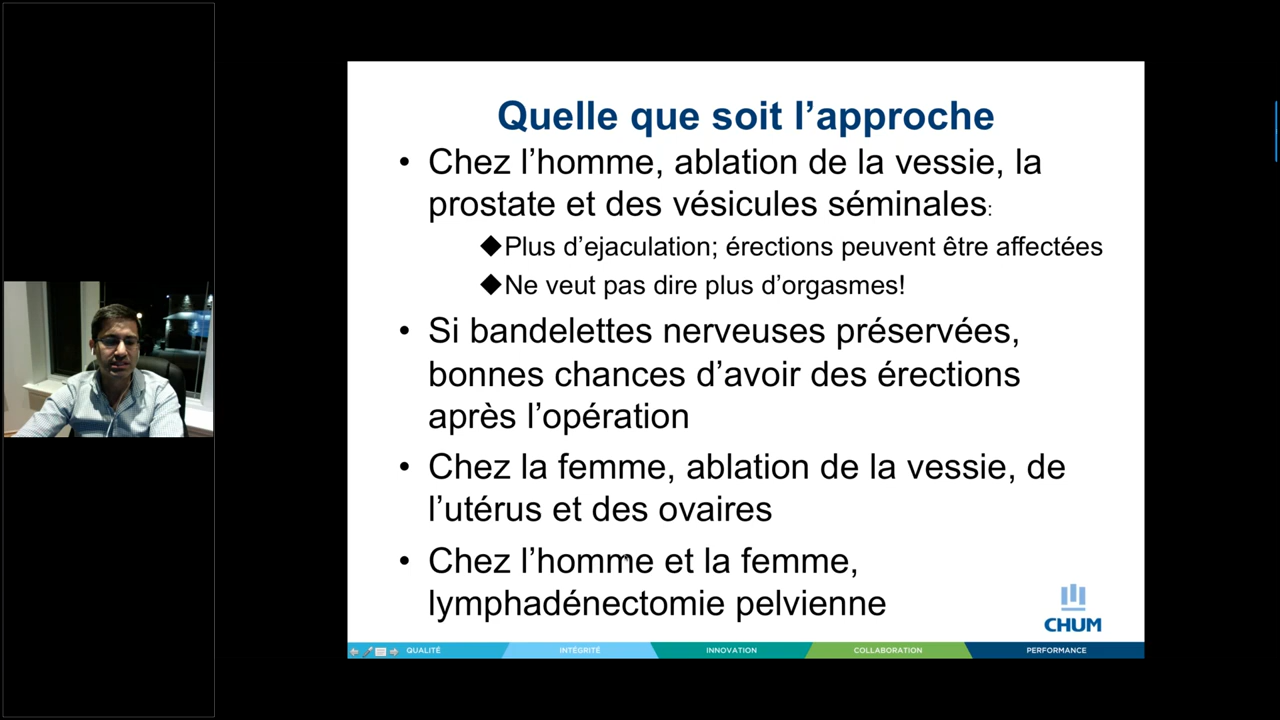 Quelle que soit l’approche
• Chez l’homme, ablation de la vessie, la
prostate et des vésicules séminales:
◆Plus d’ejaculation; érections peuvent être affectées
◆Ne veut pas dire plus d’orgasmes!
• Si bandelettes nerveuses préservées,
bonnes chances d’avoir des érections
après l’opération
• Chez la femme, ablation de la vessie, de
l’utérus et des ovaires
• Chez l’homme et la femme,
lymphadénectomie pelvienne
CHUM
QUALITÉ INTÉGRITÉ INNOVATION COLLABORATION PERFORMANCE